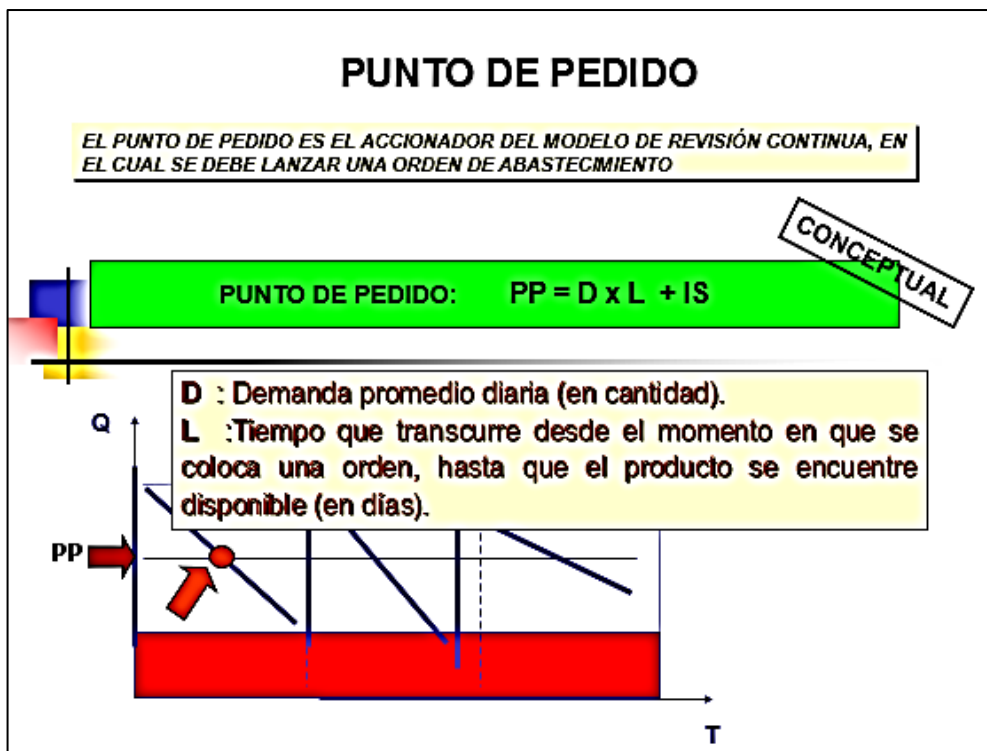 PUNTO DE PEDIDO
EL PUNTO DE PEDIDO ES EL ACCIONADOR DEL MODELO DE REVISIÓN CONTINUA, EN
EL CUAL SE DEBE LANZAR UNA ORDEN DE ABASTECIMIENTO
CONCEPTUAL
PUNTO DE PEDIDO: PP = D x L + IS
D : Demanda promedio diaria (en cantidad).
L :Tiempo que transcurre desde el momento en que se
coloca una orden, hasta que el producto se encuentre
disponible (en días).
Q
PP
T